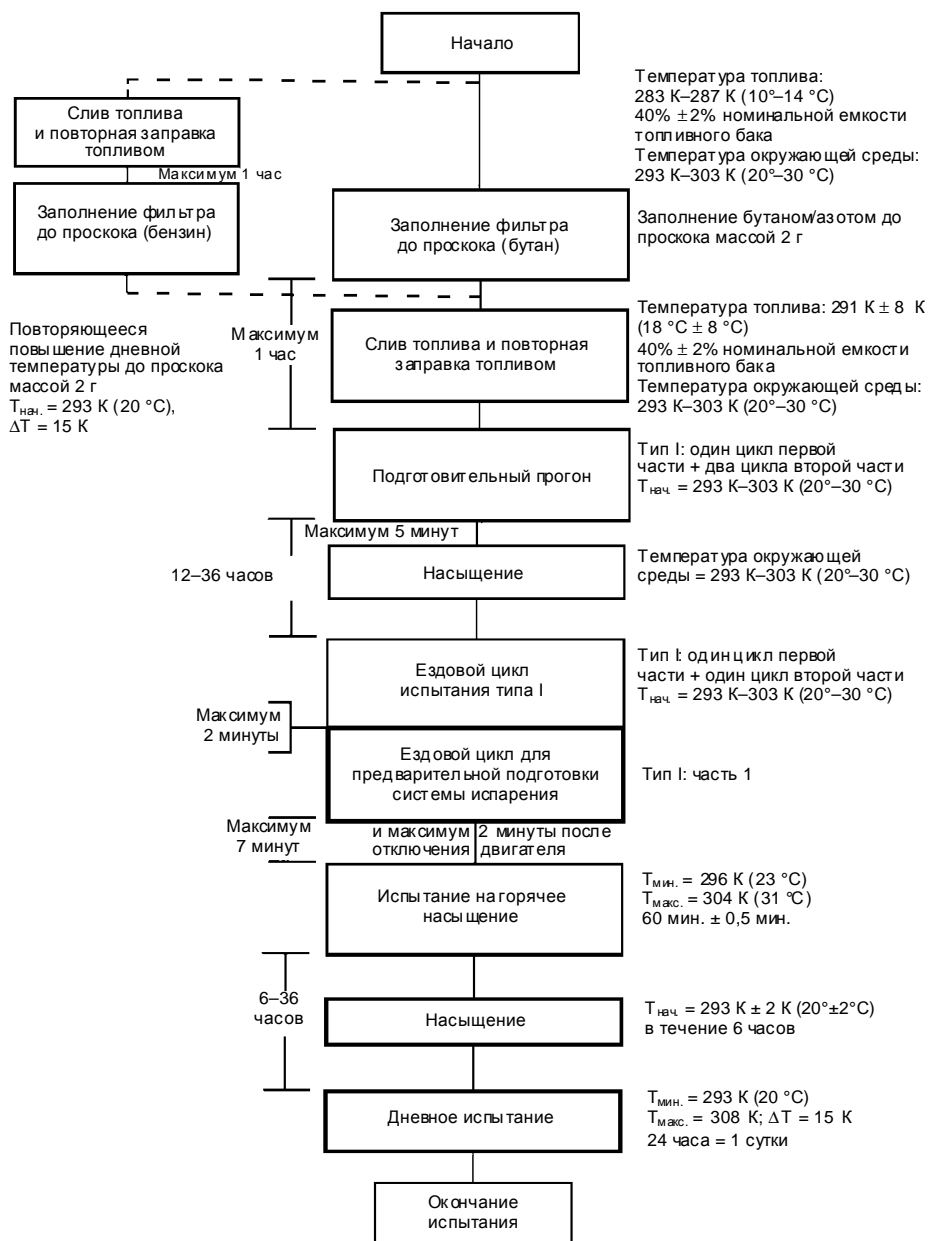 Начало
Температура топлива:
283 К–287 К (10°–14 °C)
40% ±2% номинальной емкости
топливного бака
Температура окружающей среды:
293 К–303 К (20°–30 °C)
Слив топлива
и повторная заправка
топливом
Максимум 1 час
Заполнение фильтра
до проскока (бензин)
Заполнение фильтра
до проскока (бутан)
Заполнение бутаном/азотом до
проскока массой 2 г
Повторяющееся
повышение дневной
температуры до проскока
массой 2 г
Tнач. = 293 К (20 °C),
ΔT = 15 К
Максимум
1 час
Слив топлива и повторная
заправка топливом
Температура топлива: 291 К ± 8 К
(18 °C ± 8 °C)
40% ± 2% номинальной емкости
топливного бака
Температура окружающей среды:
293 К–303 К (20°–30 °C)
Подготовительный прогон
Тип I: один цикл первой
части + два цикла второй части
Tнач. = 293 К–303 К (20°–30 °C)
Максимум 5 минут
12–36 часов
Насыщение
Температура окружающей
среды = 293 К–303 К (20°–30 °C)
Ездовой цикл
испытания типа I
Тип I: один цикл первой
части + один цикл второй части
Tнач. = 293 К–303 К (20°–30 °C)
Максимум
2 минуты
Ездовой цикл для
предварительной подготовки
системы испарения
Тип I: часть 1
Максимум
7 минут
и максимум 2 минуты после
отключения двигателя
Испытание на горячее
насыщение
Tмин. = 296 К (23 °C)
Tмакс. = 304 К (31 °C)
60 мин. ± 0,5 мин.
6–36
часов
Насыщение
Tнач. = 293 К ± 2 К (20°±2°C)
в течение 6 часов
Дневное испытание
Tмин. = 293 К (20 °C)
Tмакс. = 308 К; ΔT = 15 К
24 часа = 1 сутки
Окончание
испытания